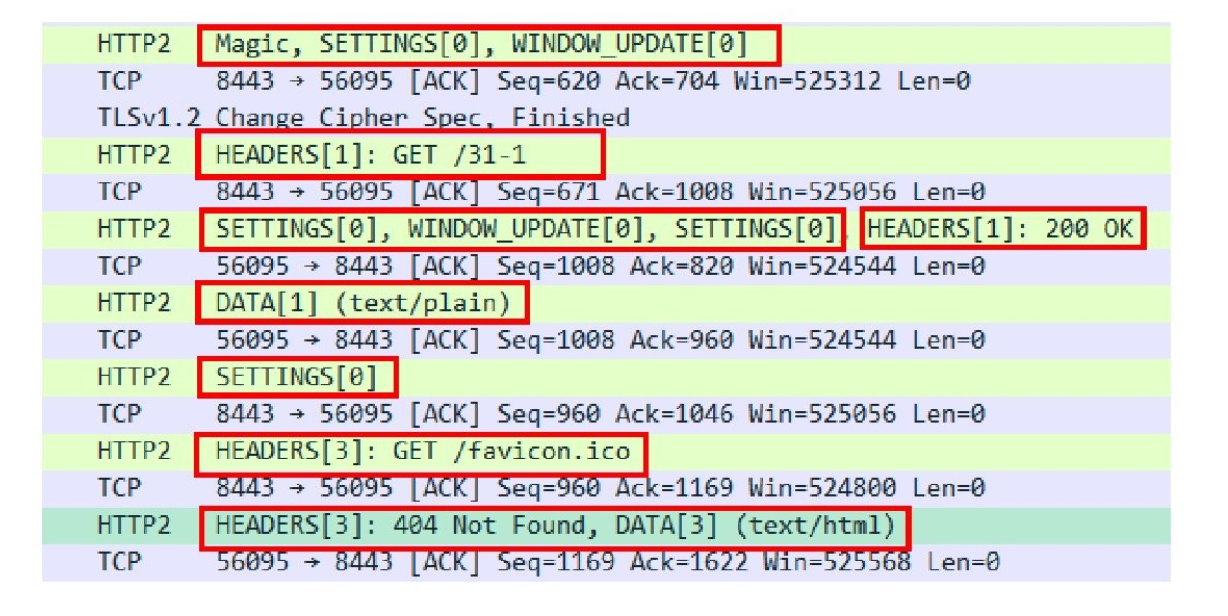 HTTP2 Magic, SETTINGS[0], WINDOW_UPDATE[0]
TCP 8443 → 56095 [ACK] Seq=620 Ack=704 Win=525312 Len=0
TLSv1.2 Change Cipher Spec, Finished
HTTP2 HEADERS[1]: GET /31-1
TCP 8443 → 56095 [ACK] Seq=671 Ack=1008 Win=525056 Len=0
HTTP2 SETTINGS[0], WINDOW_UPDATE[0], SETTINGS[0], HEADERS[1]: 200 OK
TCP 56095 → 8443 [ACK] Seq=1008 Ack=820 Win=524544 Len=0
HTTP2 DATA[1] (text/plain)
TCP 56095 → 8443 [ACK] Seq=1008 Ack=960 Win=524544 Len=0
HTTP2 SETTINGS[0]
TCP 8443 → 56095 [ACK] Seq=960 Ack=1046 Win=525056 Len=0
HTTP2 HEADERS[3]: GET /favicon.ico
TCP 8443 → 56095 [ACK] Seq=960 Ack=1169 Win=524800 Len=0
HTTP2 HEADERS[3]: 404 Not Found, DATA[3] (text/html)
TCP 56095 → 8443 [ACK] Seq=1169 Ack=1622 Win=525568 Len=0